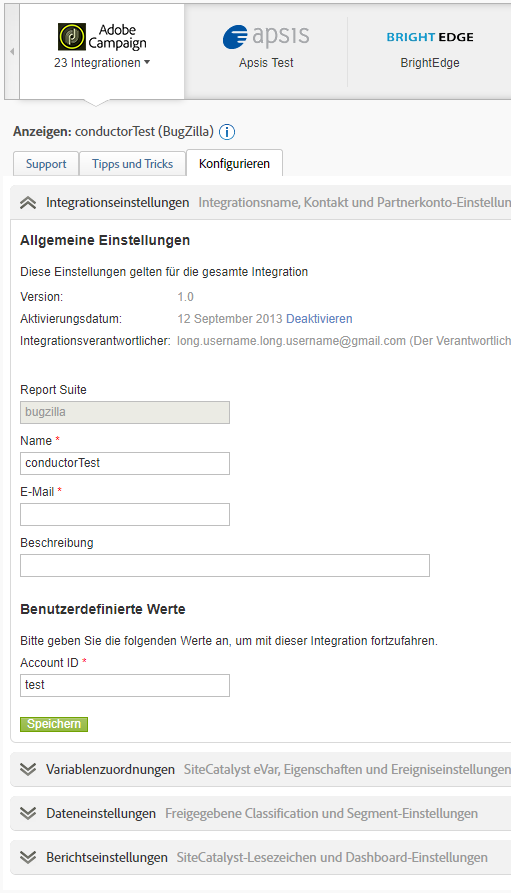 Adobe
Campaign
23 Integrationen
apsis
Apsis Test
BRIGHT EDGE
BrightEdge
Anzeigen: conductorTest (BugZilla)
Support
Tipps und Tricks
Konfigurieren
Integrationseinstellungen Integrationsname, Kontakt und Partnerkonto-Einstellun
Allgemeine Einstellungen
Diese Einstellungen gelten für die gesamte Integration
Version: 1.0
Aktivierungsdatum: 12 September 2013 Deaktivieren
Integrationsverantwortlicher: long.username.long.username@gmail.com (Der Verantwortlich
Report Suite
bugzilla
Name *
conductorTest
E-Mail *
Beschreibung
Benutzerdefinierte Werte
Bitte geben Sie die folgenden Werte an, um mit dieser Integration fortzufahren.
Account ID *
test
Speichern
Variablenzuordnungen SiteCatalyst eVar, Eigenschaften und Ereigniseinstellungen
Dateneinstellungen Freigegebene Classification und Segment-Einstellungen
Berichtseinstellungen SiteCatalyst-Lesezeichen und Dashboard-Einstellungen